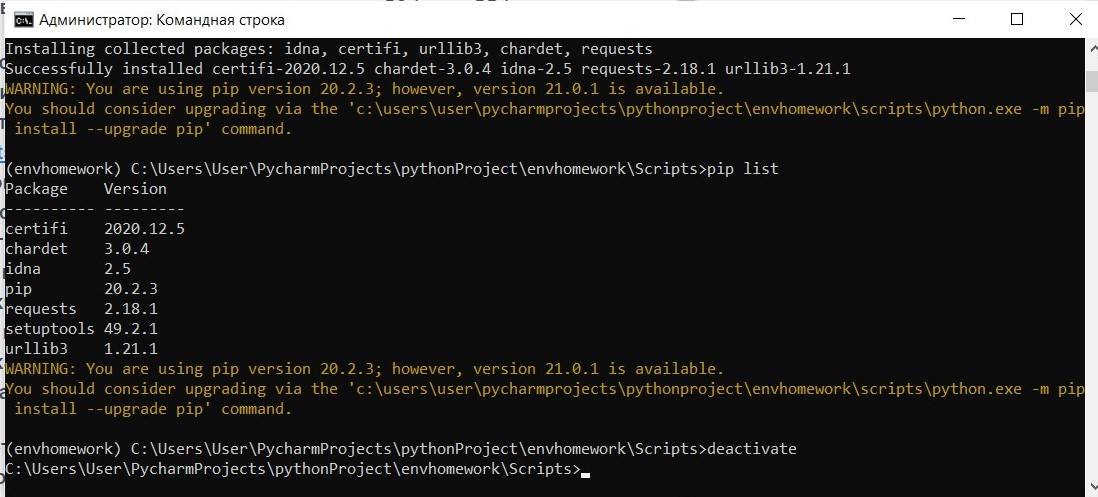 Администратор: Командная строка
Installing collected packages: idna, certifi, urllib3, chardet, requests
Successfully installed certifi-2020.12.5 chardet-3.0.4 idna-2.5 requests-2.18.1 urllib3-1.21.1
WARNING: You are using pip version 20.2.3; however, version 21.0.1 is available.
You should consider upgrading via the 'c:\users\user\pycharmprojects\pythonproject\envhomework\scripts\python.exe -m pip
install --upgrade pip' command.
(envhomework) C:\Users\User\PycharmProjects\pythonProject\envhomework\Scripts>pip list
Package    Version
---------- ---------
certifi    2020.12.5
chardet    3.0.4
idna       2.5
pip        20.2.3
requests   2.18.1
setuptools 49.2.1
urllib3    1.21.1
WARNING: You are using pip version 20.2.3; however, version 21.0.1 is available.
You should consider upgrading via the 'c:\users\user\pycharmprojects\pythonproject\envhomework\scripts\python.exe -m pip
install --upgrade pip' command.
(envhomework) C:\Users\User\PycharmProjects\pythonProject\envhomework\Scripts>deactivate
C:\Users\User\PycharmProjects\pythonProject\envhomework\Scripts>